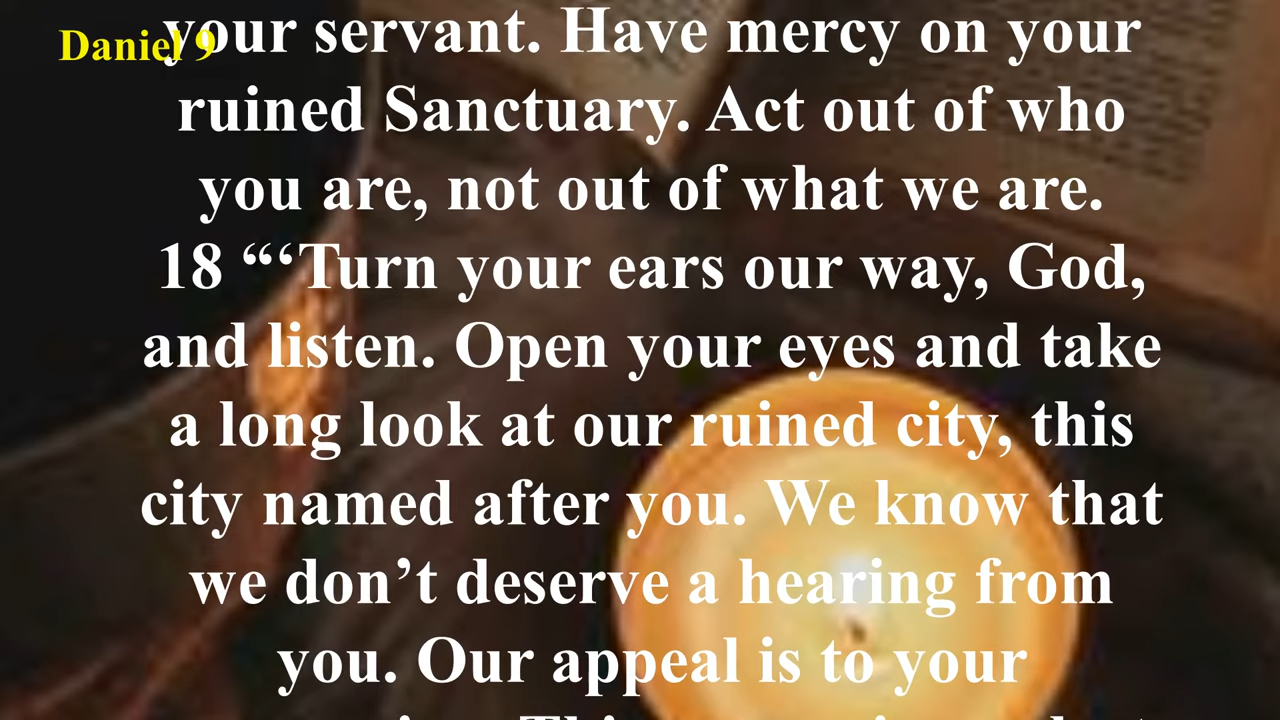 Daniel 9
your servant. Have mercy on your
ruined Sanctuary. Act out of who
you are, not out of what we are.
18 “‘Turn your ears our way, God,
and listen. Open your eyes and take
a long look at our ruined city, this
city named after you. We know that
we don’t deserve a hearing from
you. Our appeal is to your